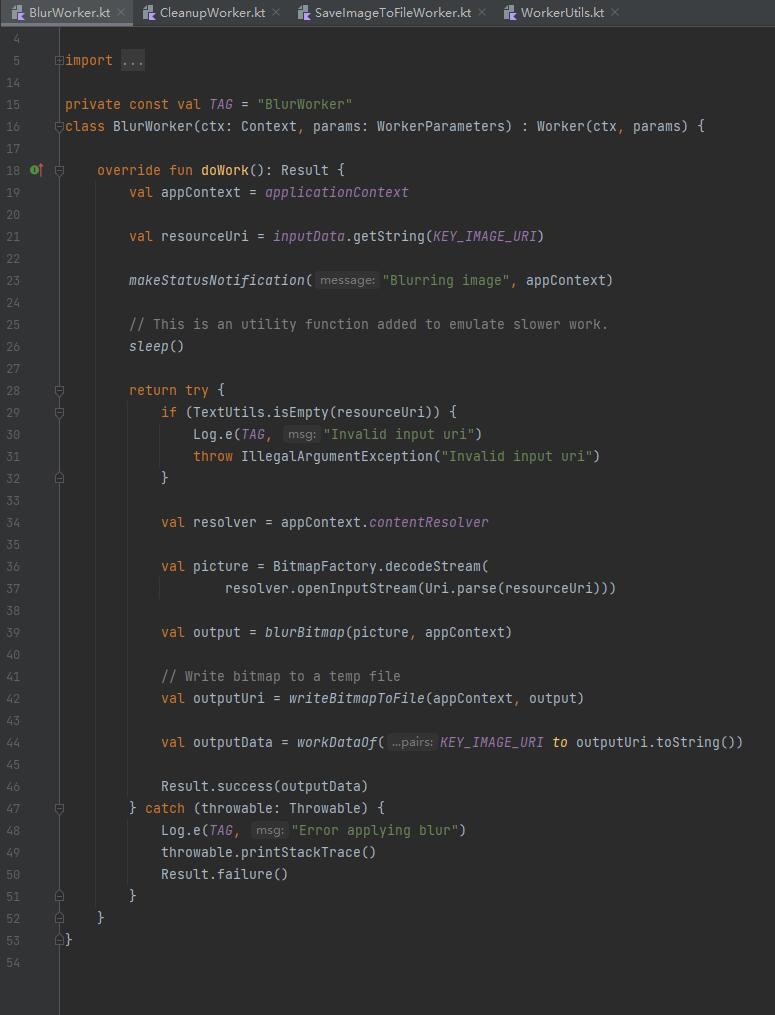 BlurWorker.kt CleanupWorker.kt SaveImageToFileWorker.kt WorkerUtils.kt
4
5 import ...
14
15 private const val TAG = "BlurWorker"
16 class BlurWorker(ctx: Context, params: WorkerParameters) : Worker(ctx, params) {
17
18 override fun doWork(): Result {
19 val appContext = applicationContext
20
21 val resourceUri = inputData.getString(KEY_IMAGE_URI)
22
23 makeStatusNotification( message: "Blurring image", appContext)
24
25 // This is an utility function added to emulate slower work.
26 sleep()
27
28 return try {
29 if (TextUtils.isEmpty(resourceUri)) {
30 Log.e(TAG, msg: "Invalid input uri")
31 throw IllegalArgumentException("Invalid input uri")
32 }
33
34 val resolver = appContext.contentResolver
35
36 val picture = BitmapFactory.decodeStream(
37 resolver.openInputStream(Uri.parse(resourceUri)))
38
39 val output = blurBitmap(picture, appContext)
40
41 // Write bitmap to a temp file
42 val outputUri = writeBitmapToFile(appContext, output)
43
44 val outputData = workDataOf( ...pairs: KEY_IMAGE_URI to outputUri.toString())
45
46 Result.success(outputData)
47 } catch (throwable: Throwable) {
48 Log.e(TAG, msg: "Error applying blur")
49 throwable.printStackTrace()
50 Result.failure()
51 }
52 }
53 }
54